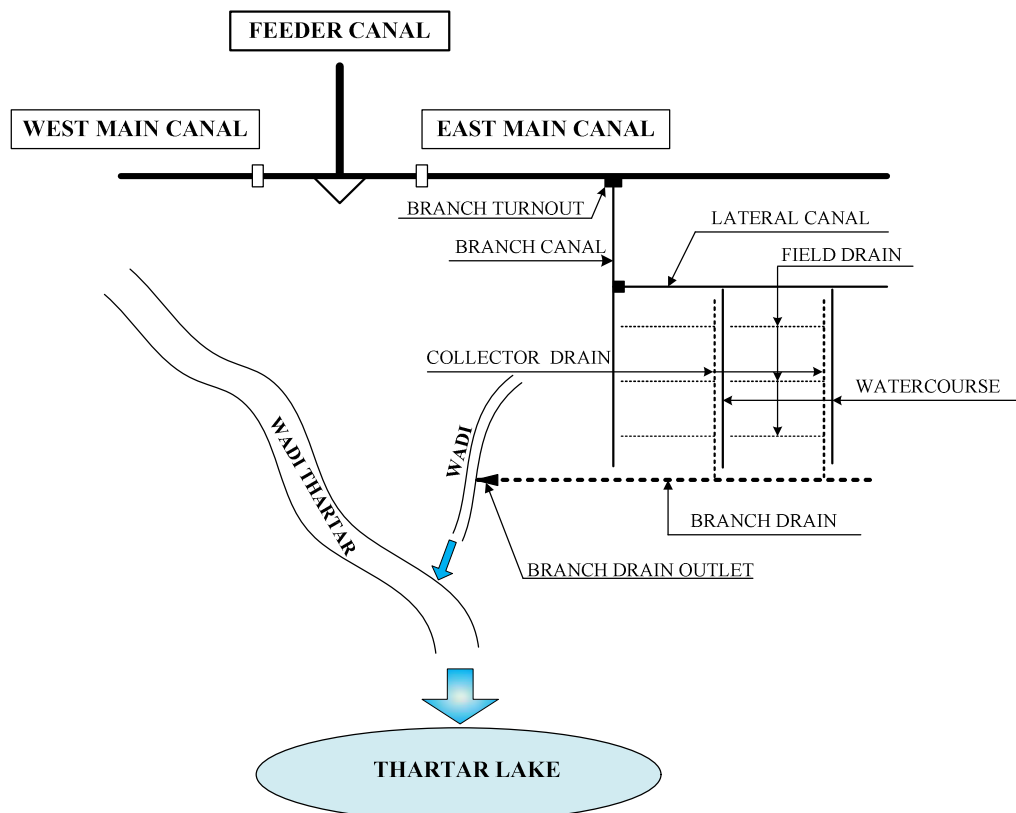 FEEDER CANAL
WEST MAIN CANAL
EAST MAIN CANAL
BRANCH TURNOUT
LATERAL CANAL
BRANCH CANAL
FIELD DRAIN
COLLECTOR DRAIN
WATERCOURSE
WADI THARTAR
WADI
BRANCH DRAIN
BRANCH DRAIN OUTLET
THARTAR LAKE